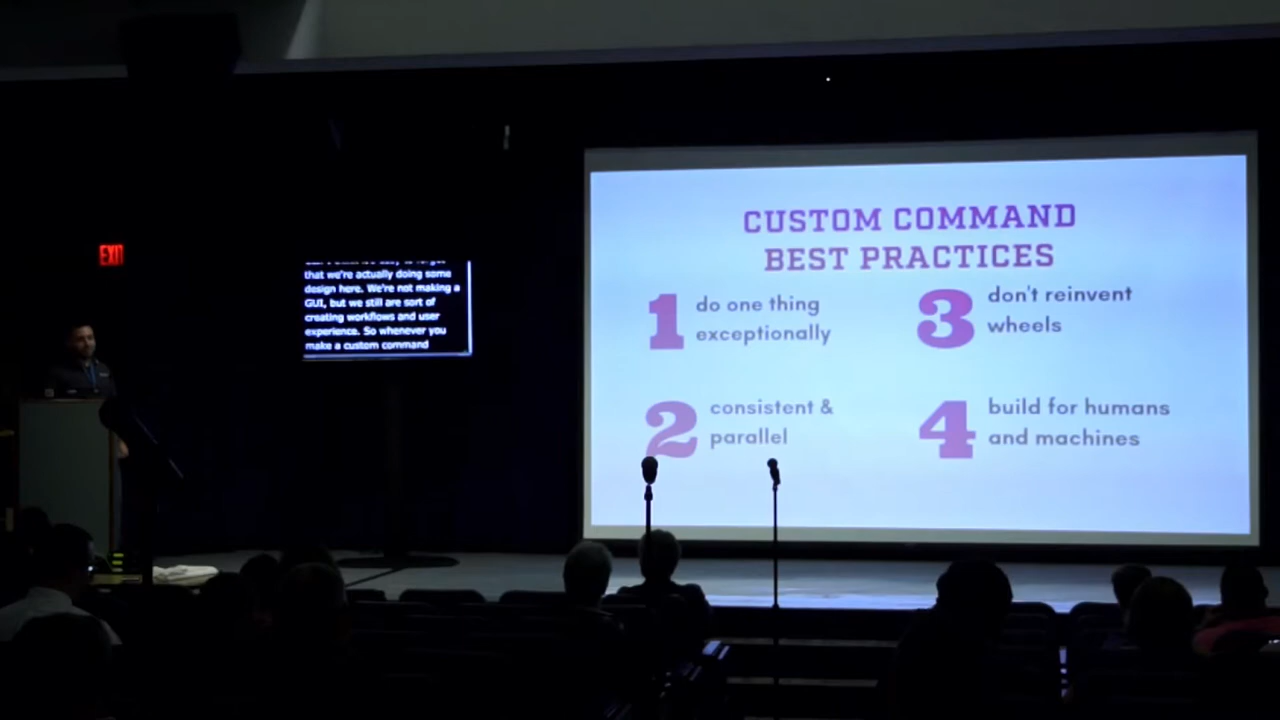 EXIT
that we're actually doing some
design here. We're not making a
GUI, but we still are sort of
creating workflows and user
experience. So whenever you
make a custom command
CUSTOM COMMAND
BEST PRACTICES
1 do one thing
exceptionally
2 consistent &
parallel
3 don't reinvent
wheels
4 build for humans
and machines